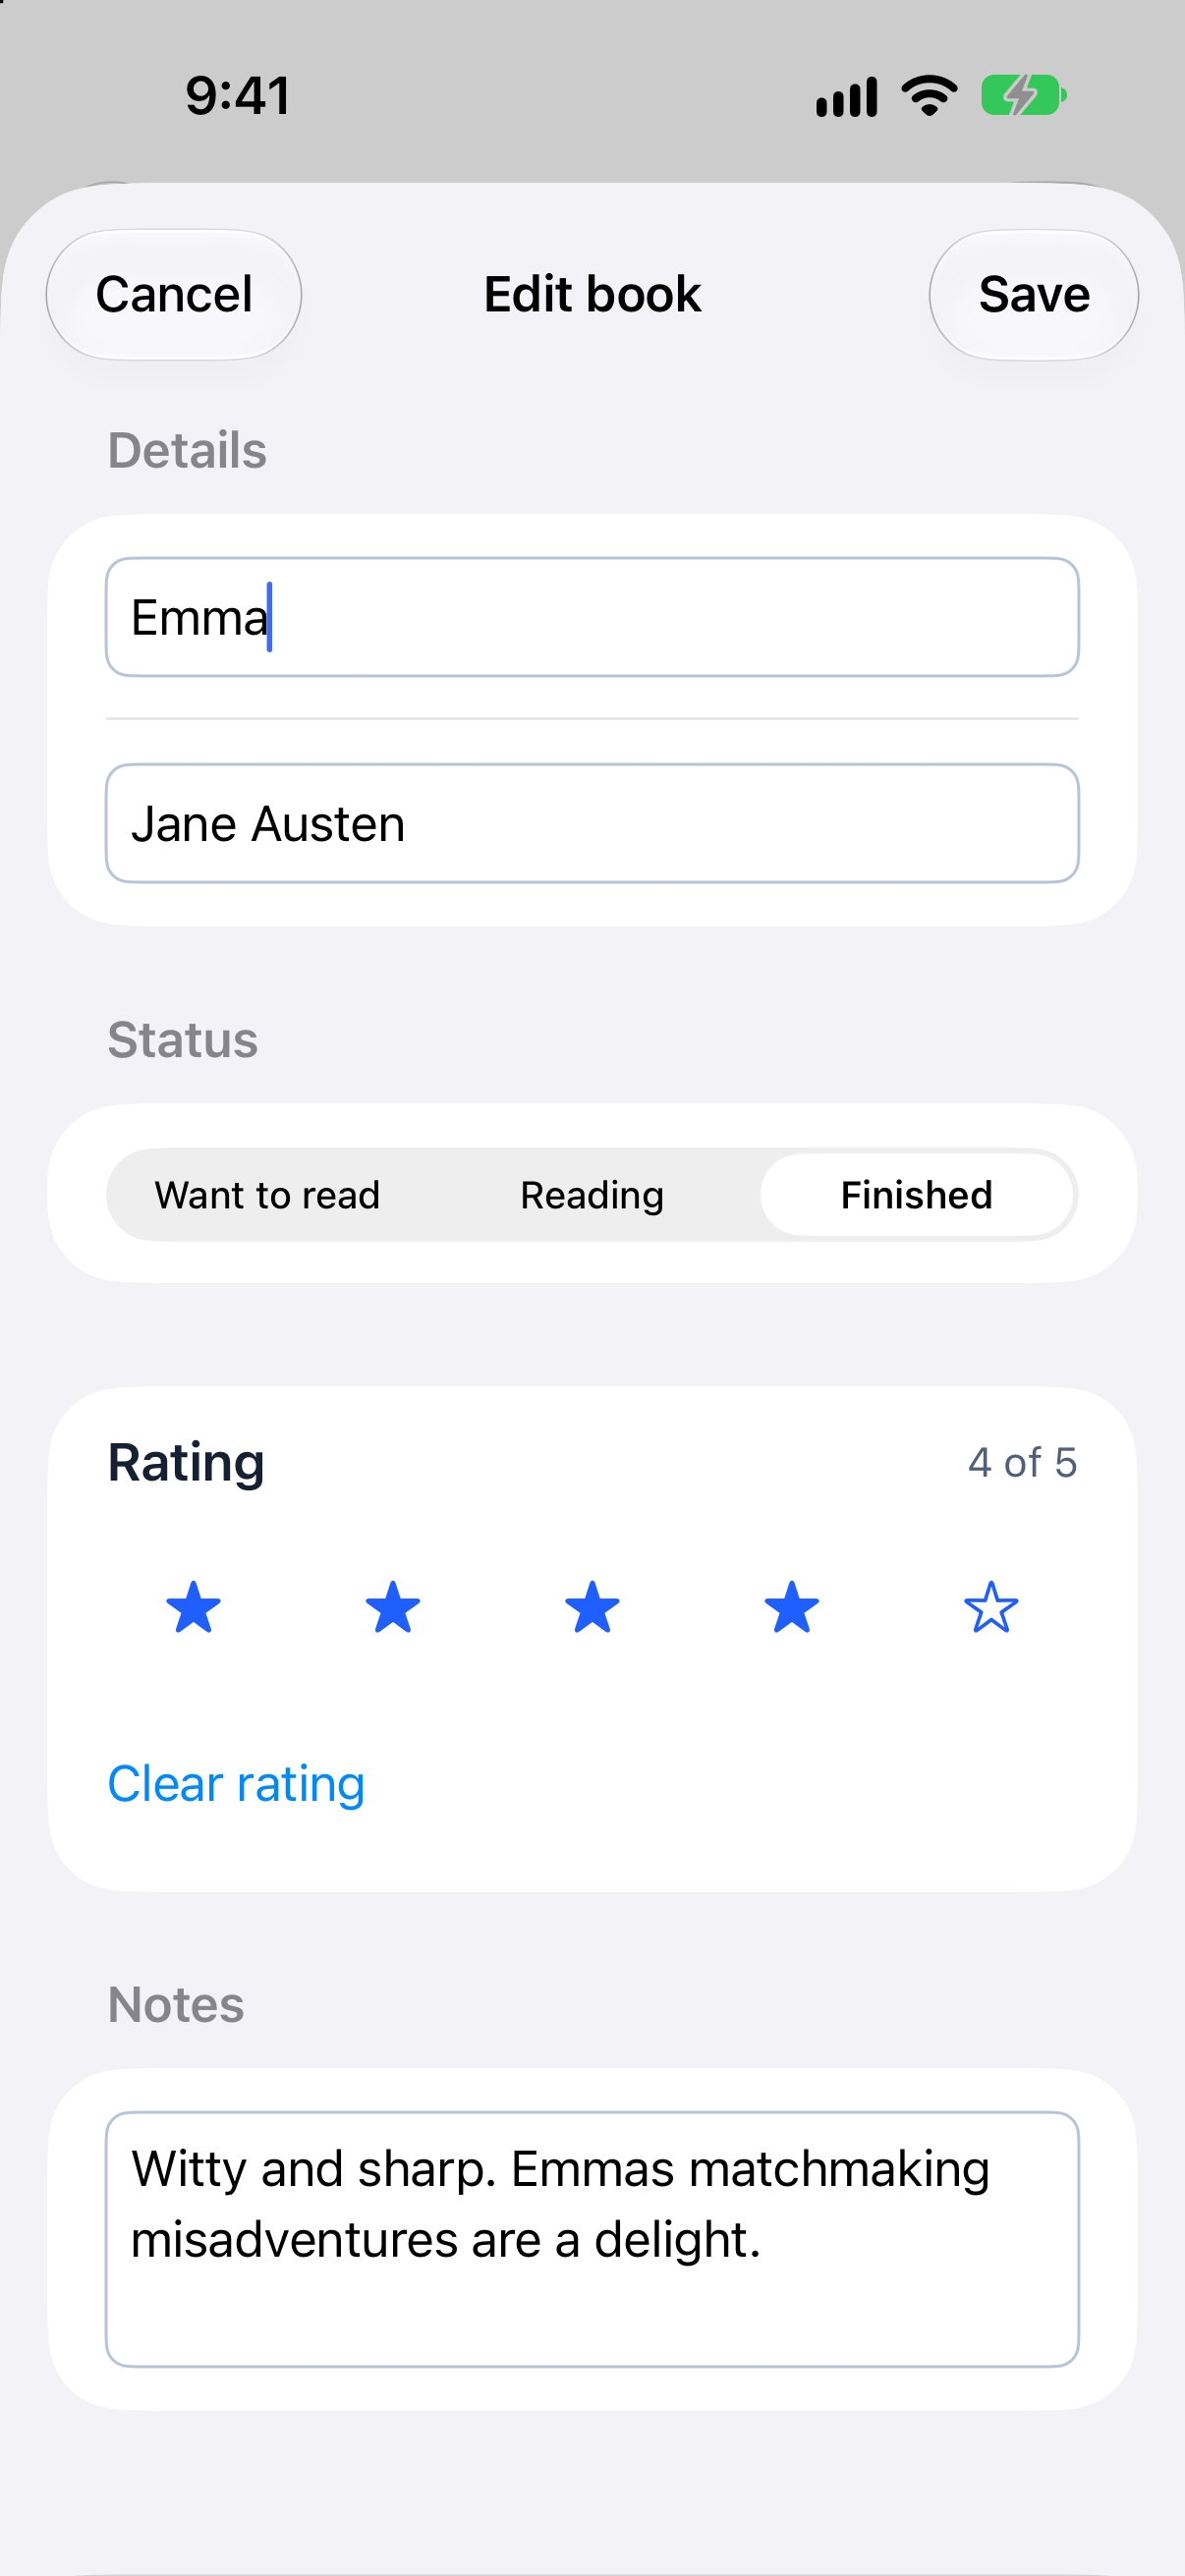 9:41
Cancel Edit book Save
Details
Emma
Jane Austen
Status
Want to read Reading Finished
Rating 4 of 5
Clear rating
Notes
Witty and sharp. Emmas matchmaking
misadventures are a delight.